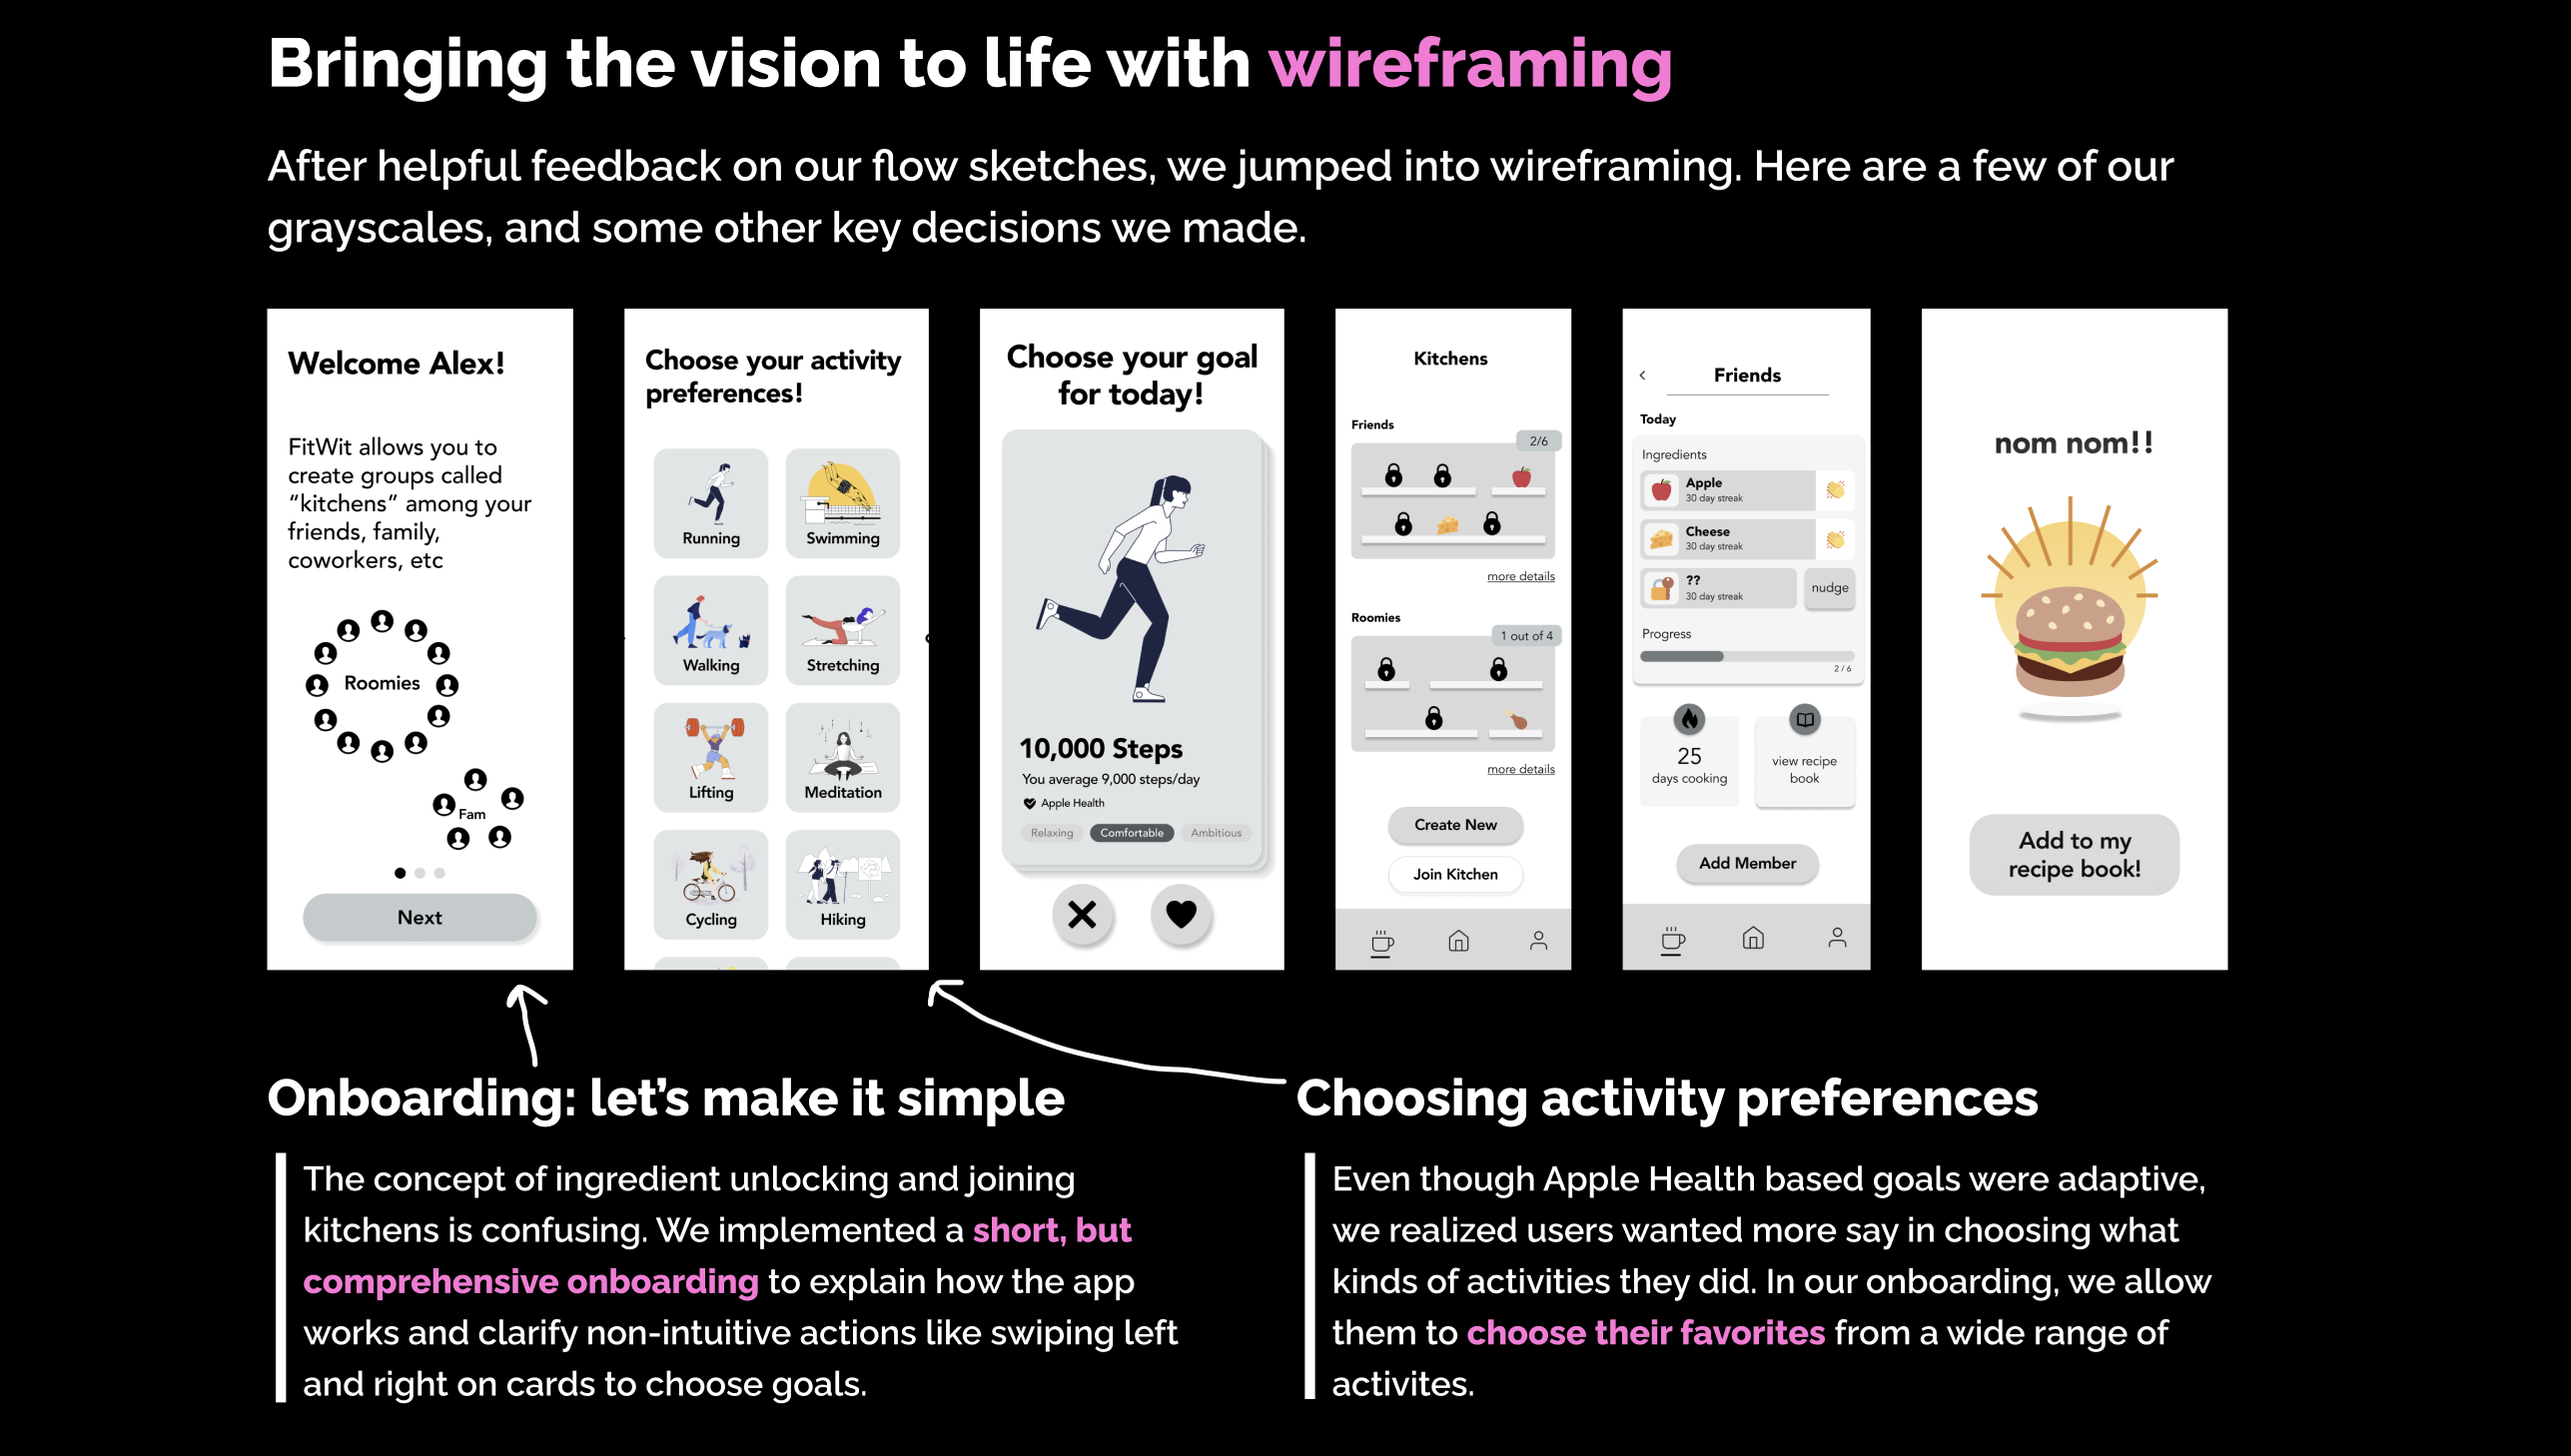 Bringing the vision to life with wireframing
After helpful feedback on our flow sketches, we jumped into wireframing. Here are a few of our
grayscales, and some other key decisions we made.
Welcome Alex!
FitWit allows you to
create groups called
“kitchens” among your
friends, family,
coworkers, etc
Roomies
Fam
Next
Choose your activity
preferences!
Running
Swimming
Walking
Stretching
Lifting
Meditation
Cycling
Hiking
Choose your goal
for today!
10,000 Steps
You average 9,000 steps/day
Apple Health
Relaxing
Comfortable
Ambitious
Kitchens
Friends
2/6
more details
Roomies
1 out of 4
more details
Create New
Join Kitchen
Friends
Today
Ingredients
Apple
30 day streak
Cheese
30 day streak
??
30 day streak
nudge
Progress
2 / 6
25
days cooking
view recipe
book
Add Member
nom nom!!
Add to my
recipe book!
Onboarding: let’s make it simple
The concept of ingredient unlocking and joining
kitchens is confusing. We implemented a short, but
comprehensive onboarding to explain how the app
works and clarify non-intuitive actions like swiping left
and right on cards to choose goals.
Choosing activity preferences
Even though Apple Health based goals were adaptive,
we realized users wanted more say in choosing what
kinds of activities they did. In our onboarding, we allow
them to choose their favorites from a wide range of
activites.